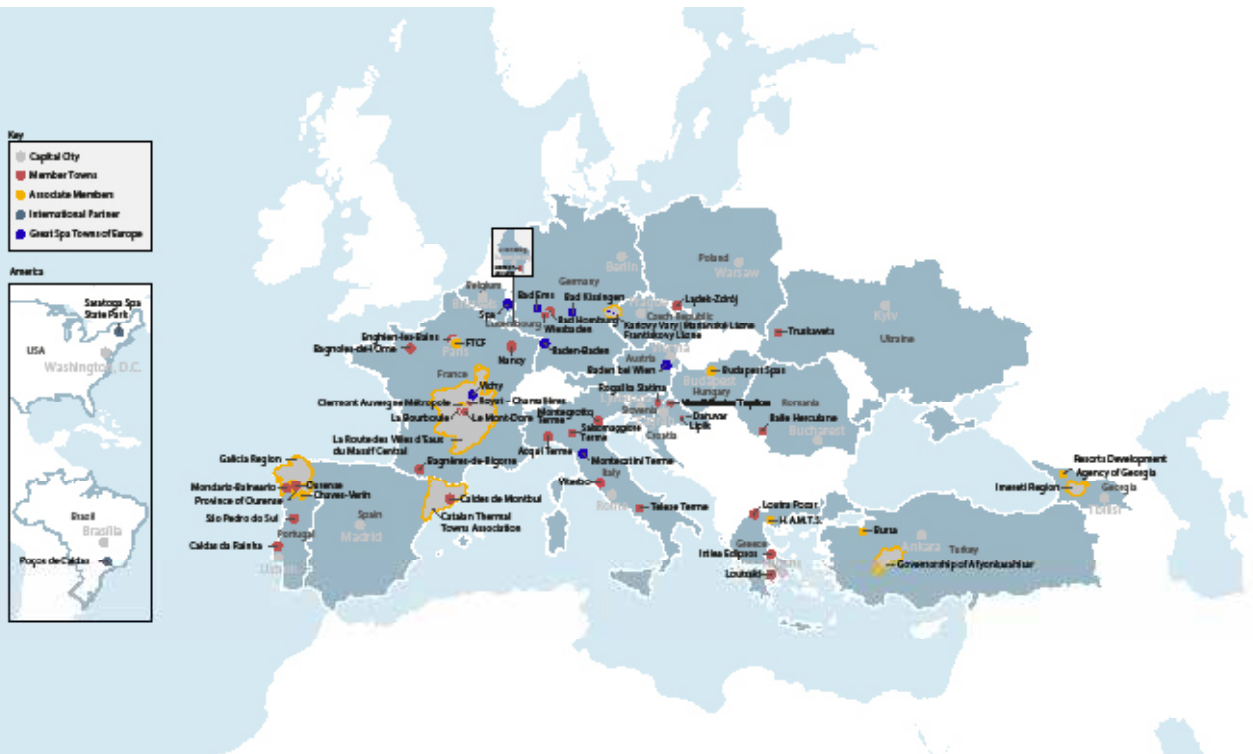 Key
Capital City
Member Towns
Associate Members
International Partner
Great Spa Towns of Europe
America
Saratoga Spa
State Park
USA
Washington, D.C.
Brazil
Brasília
Poços de Caldas
Belgium
Spa
Luxembourg
Germany
Berlin
Bad Ems
Bad Kissingen
Bad Homburg
Wiesbaden
Baden-Baden
Poland
Warsaw
Lądek-Zdrój
Czech Republic
Karlovy Vary | Mariánské Lázně
Františkovy Lázně
Ukraine
Kyiv
Truskavets
Enghien-les-Bains
Bagnoles-de-l'Orne
Paris
FTCF
Nancy
France
Vichy
Clermont Auvergne Métropole
Royat - Chamalières
La Bourboule
Le Mont-Dore
La Route des Villes d'Eaux
du Massif Central
Bagnères-de-Bigorre
Austria
Baden bei Wien
Budapest
Budapest Spas
Hungary
Rogaška Slatina
Slovenia
Croatia
Daruvar
Lipik
Romania
Bucharest
Baile Herculane
Montegrotto
Terme
Salsomaggiore
Terme
Acqui Terme
Montecatini Terme
Italy
Viterbo
Rome
Telese Terme
Galicia Region
Mondariz-Balneario
Ourense
Province of Ourense
Chaves-Verín
São Pedro do Sul
Portugal
Caldas da Rainha
Spain
Madrid
Caldes de Montbui
Catalan Thermal
Towns Association
Greece
Loutra Pozar
H.A.M.T.S.
Loutraki
Bursa
Ankara
Turkey
Governorship of Afyonkarahisar
Resorts Development
Agency of Georgia
Imereti Region
Georgia
Tbilisi